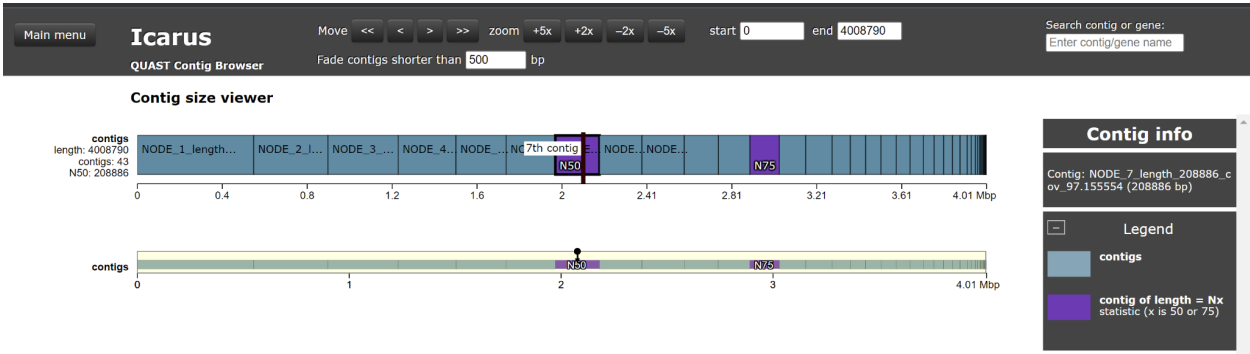 Main menu
Icarus
QUAST Contig Browser
Move << < > >> zoom +5x +2x −2x −5x start 0 end 4008790
Fade contigs shorter than 500 bp
Search contig or gene:
Enter contig/gene name
Contig size viewer
contigs
length: 4008790
contigs: 43
N50: 208886
NODE_1_length... NODE_2_l... NODE_3_... NODE_4.. NODE_... NO 7th contig E.. NODE.. NODE...
N50 N75
0 0.4 0.8 1.2 1.6 2 2.41 2.81 3.21 3.61 4.01 Mbp
contigs
N50 N75
0 1 2 3 4.01 Mbp
Contig info
Contig: NODE_7_length_208886_c
ov_97.155554 (208886 bp)
− Legend
contigs
contig of length = Nx
statistic (x is 50 or 75)